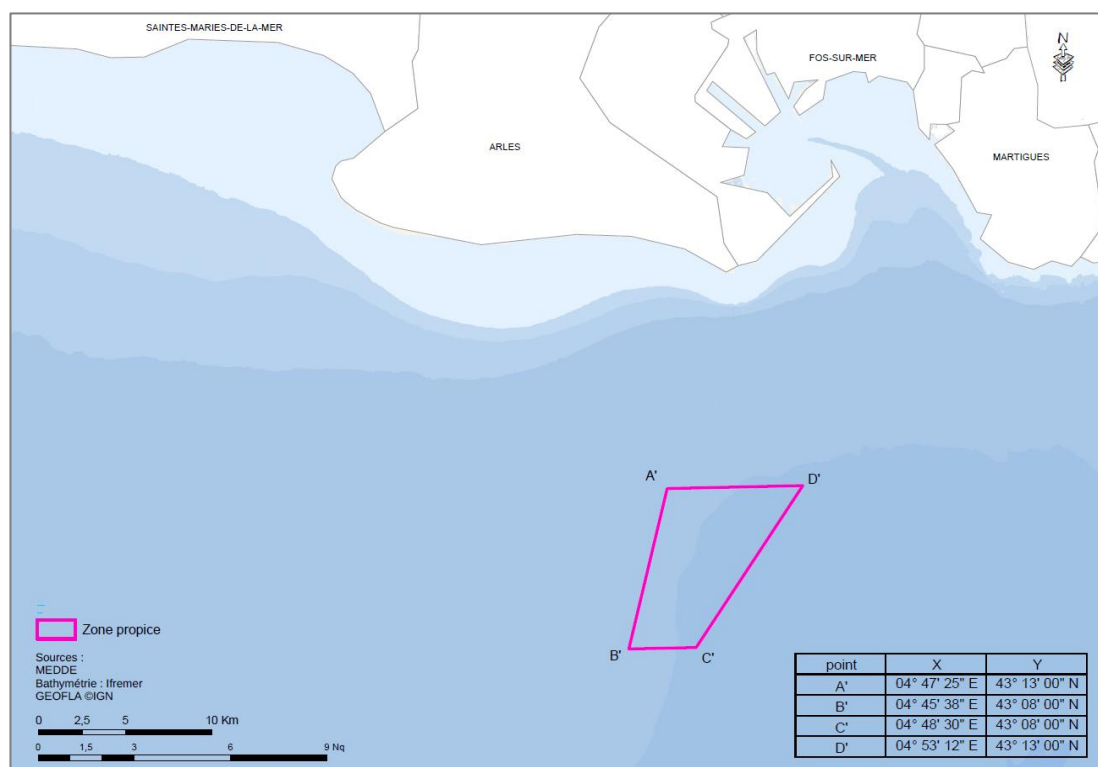 SAINTES-MARIES-DE-LA-MER
FOS-SUR-MER
N
ARLES
MARTIGUES
A'
D'
B'
C'
Zone propice
Sources :
MEDDE
Bathymétrie : Ifremer
GEOFLA ©IGN
0 2,5 5 10 Km
0 1,5 3 6 9 Nq
point X Y
A' 04° 47' 25" E 43° 13' 00" N
B' 04° 45' 38" E 43° 08' 00" N
C' 04° 48' 30" E 43° 08' 00" N
D' 04° 53' 12" E 43° 13' 00" N